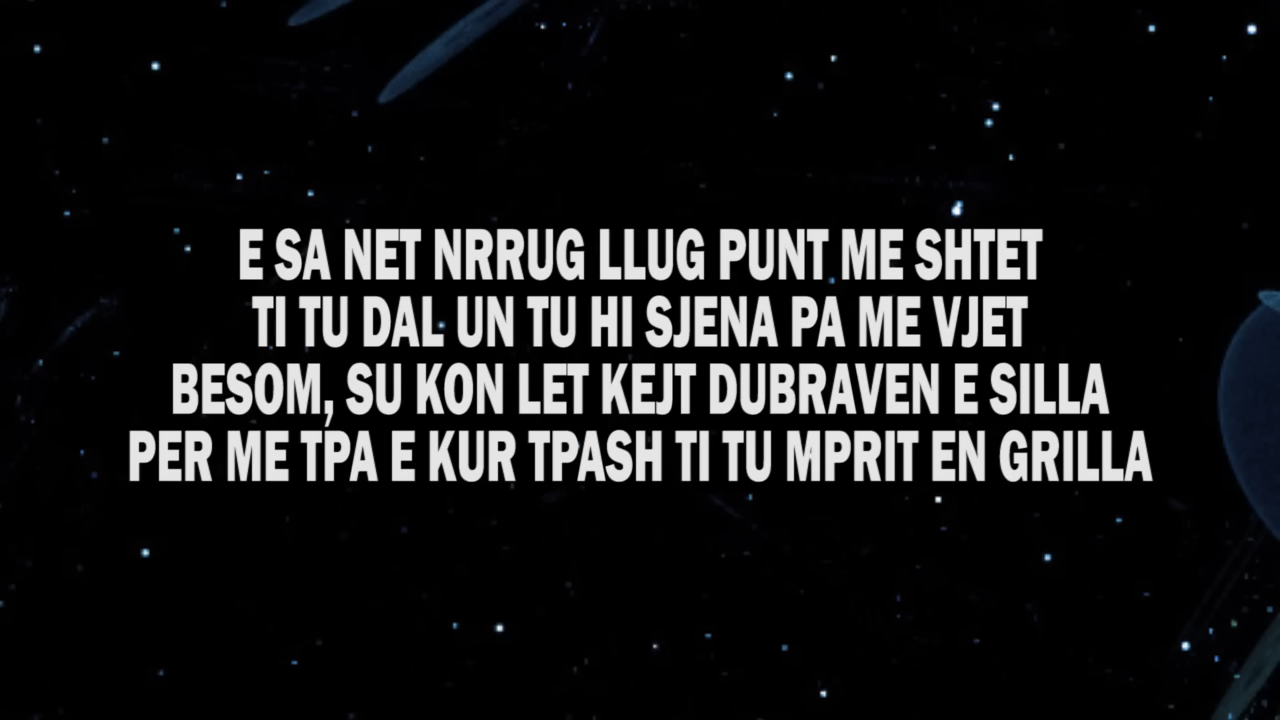 E SA NET NRRUG LLUG PUNT ME SHTET
TI TU DAL UN TU HI SJENA PA ME VJET
BESOM, SU KON LET KEJT DUBRAVEN E SILLA
PER ME TPA E KUR TPASH TI TU MPRIT EN GRILLA